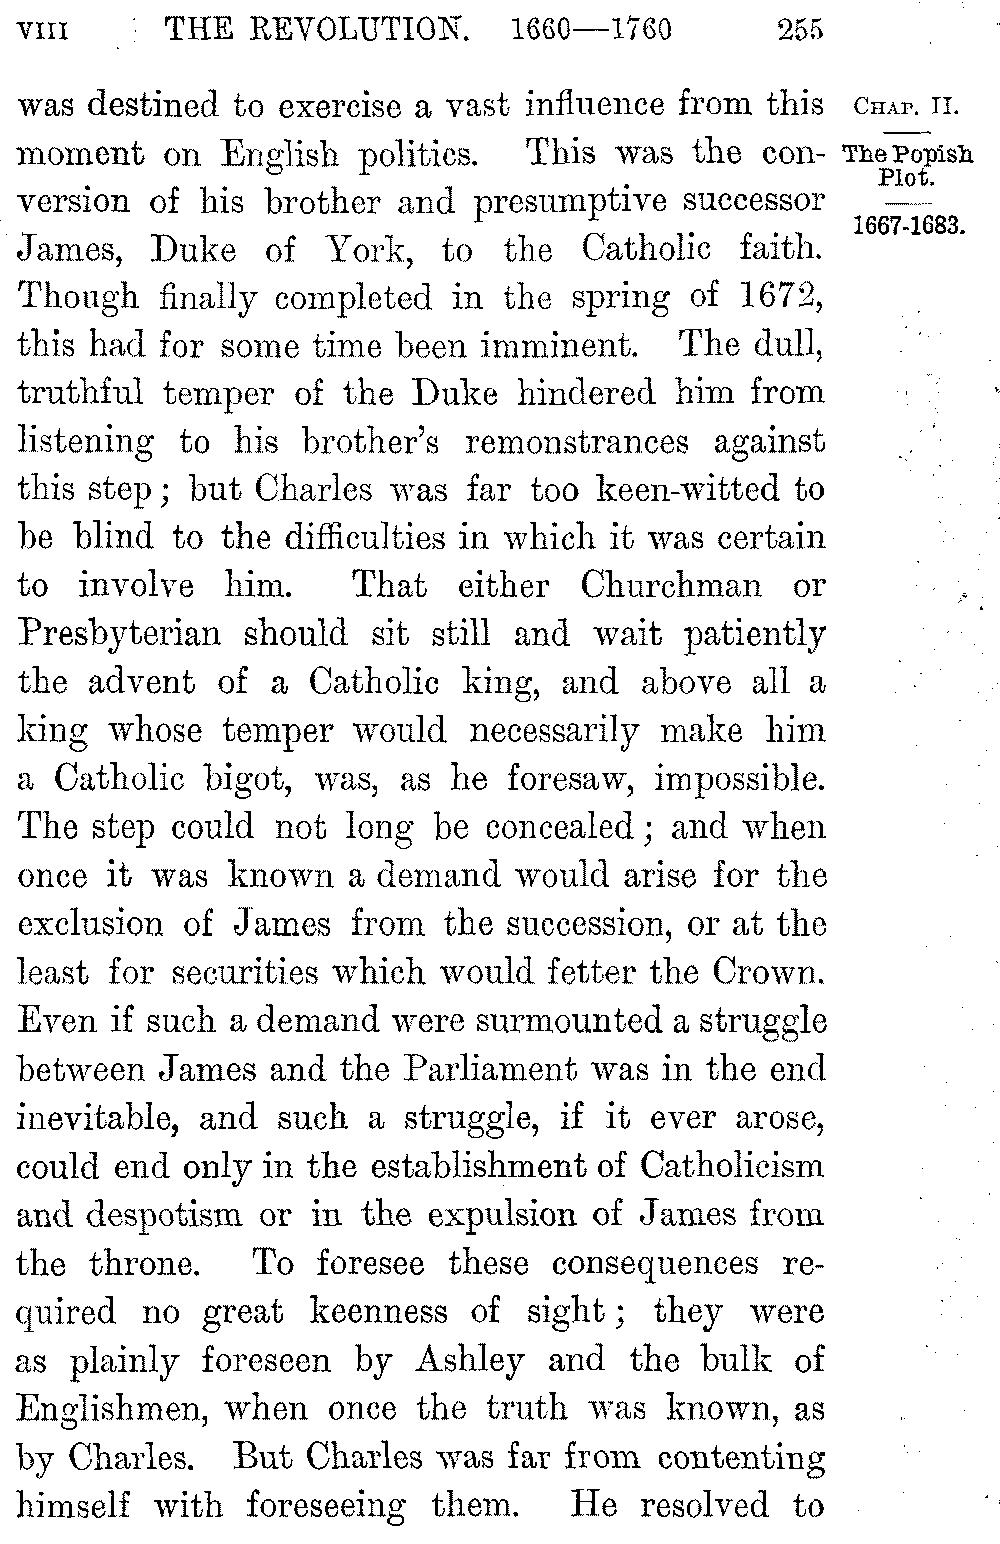 VIII THE REVOLUTION. 1660—1760 255
was destined to exercise a vast influence from this
moment on English politics. This was the con-
version of his brother and presumptive successor
James, Duke of York, to the Catholic faith.
Though finally completed in the spring of 1672,
this had for some time been imminent. The dull,
truthful temper of the Duke hindered him from
listening to his brother's remonstrances against
this step; but Charles was far too keen-witted to
be blind to the difficulties in which it was certain
to involve him. That either Churchman or
Presbyterian should sit still and wait patiently
the advent of a Catholic king, and above all a
king whose temper would necessarily make him
a Catholic bigot, was, as he foresaw, impossible.
The step could not long be concealed; and when
once it was known a demand would arise for the
exclusion of James from the succession, or at the
least for securities which would fetter the Crown.
Even if such a demand were surmounted a struggle
between James and the Parliament was in the end
inevitable, and such a struggle, if it ever arose,
could end only in the establishment of Catholicism
and despotism or in the expulsion of James from
the throne. To foresee these consequences re-
quired no great keenness of sight; they were
as plainly foreseen by Ashley and the bulk of
Englishmen, when once the truth was known, as
by Charles. But Charles was far from contenting
himself with foreseeing them. He resolved to
CHAP. II.
The Popish
Plot.
1667-1683.